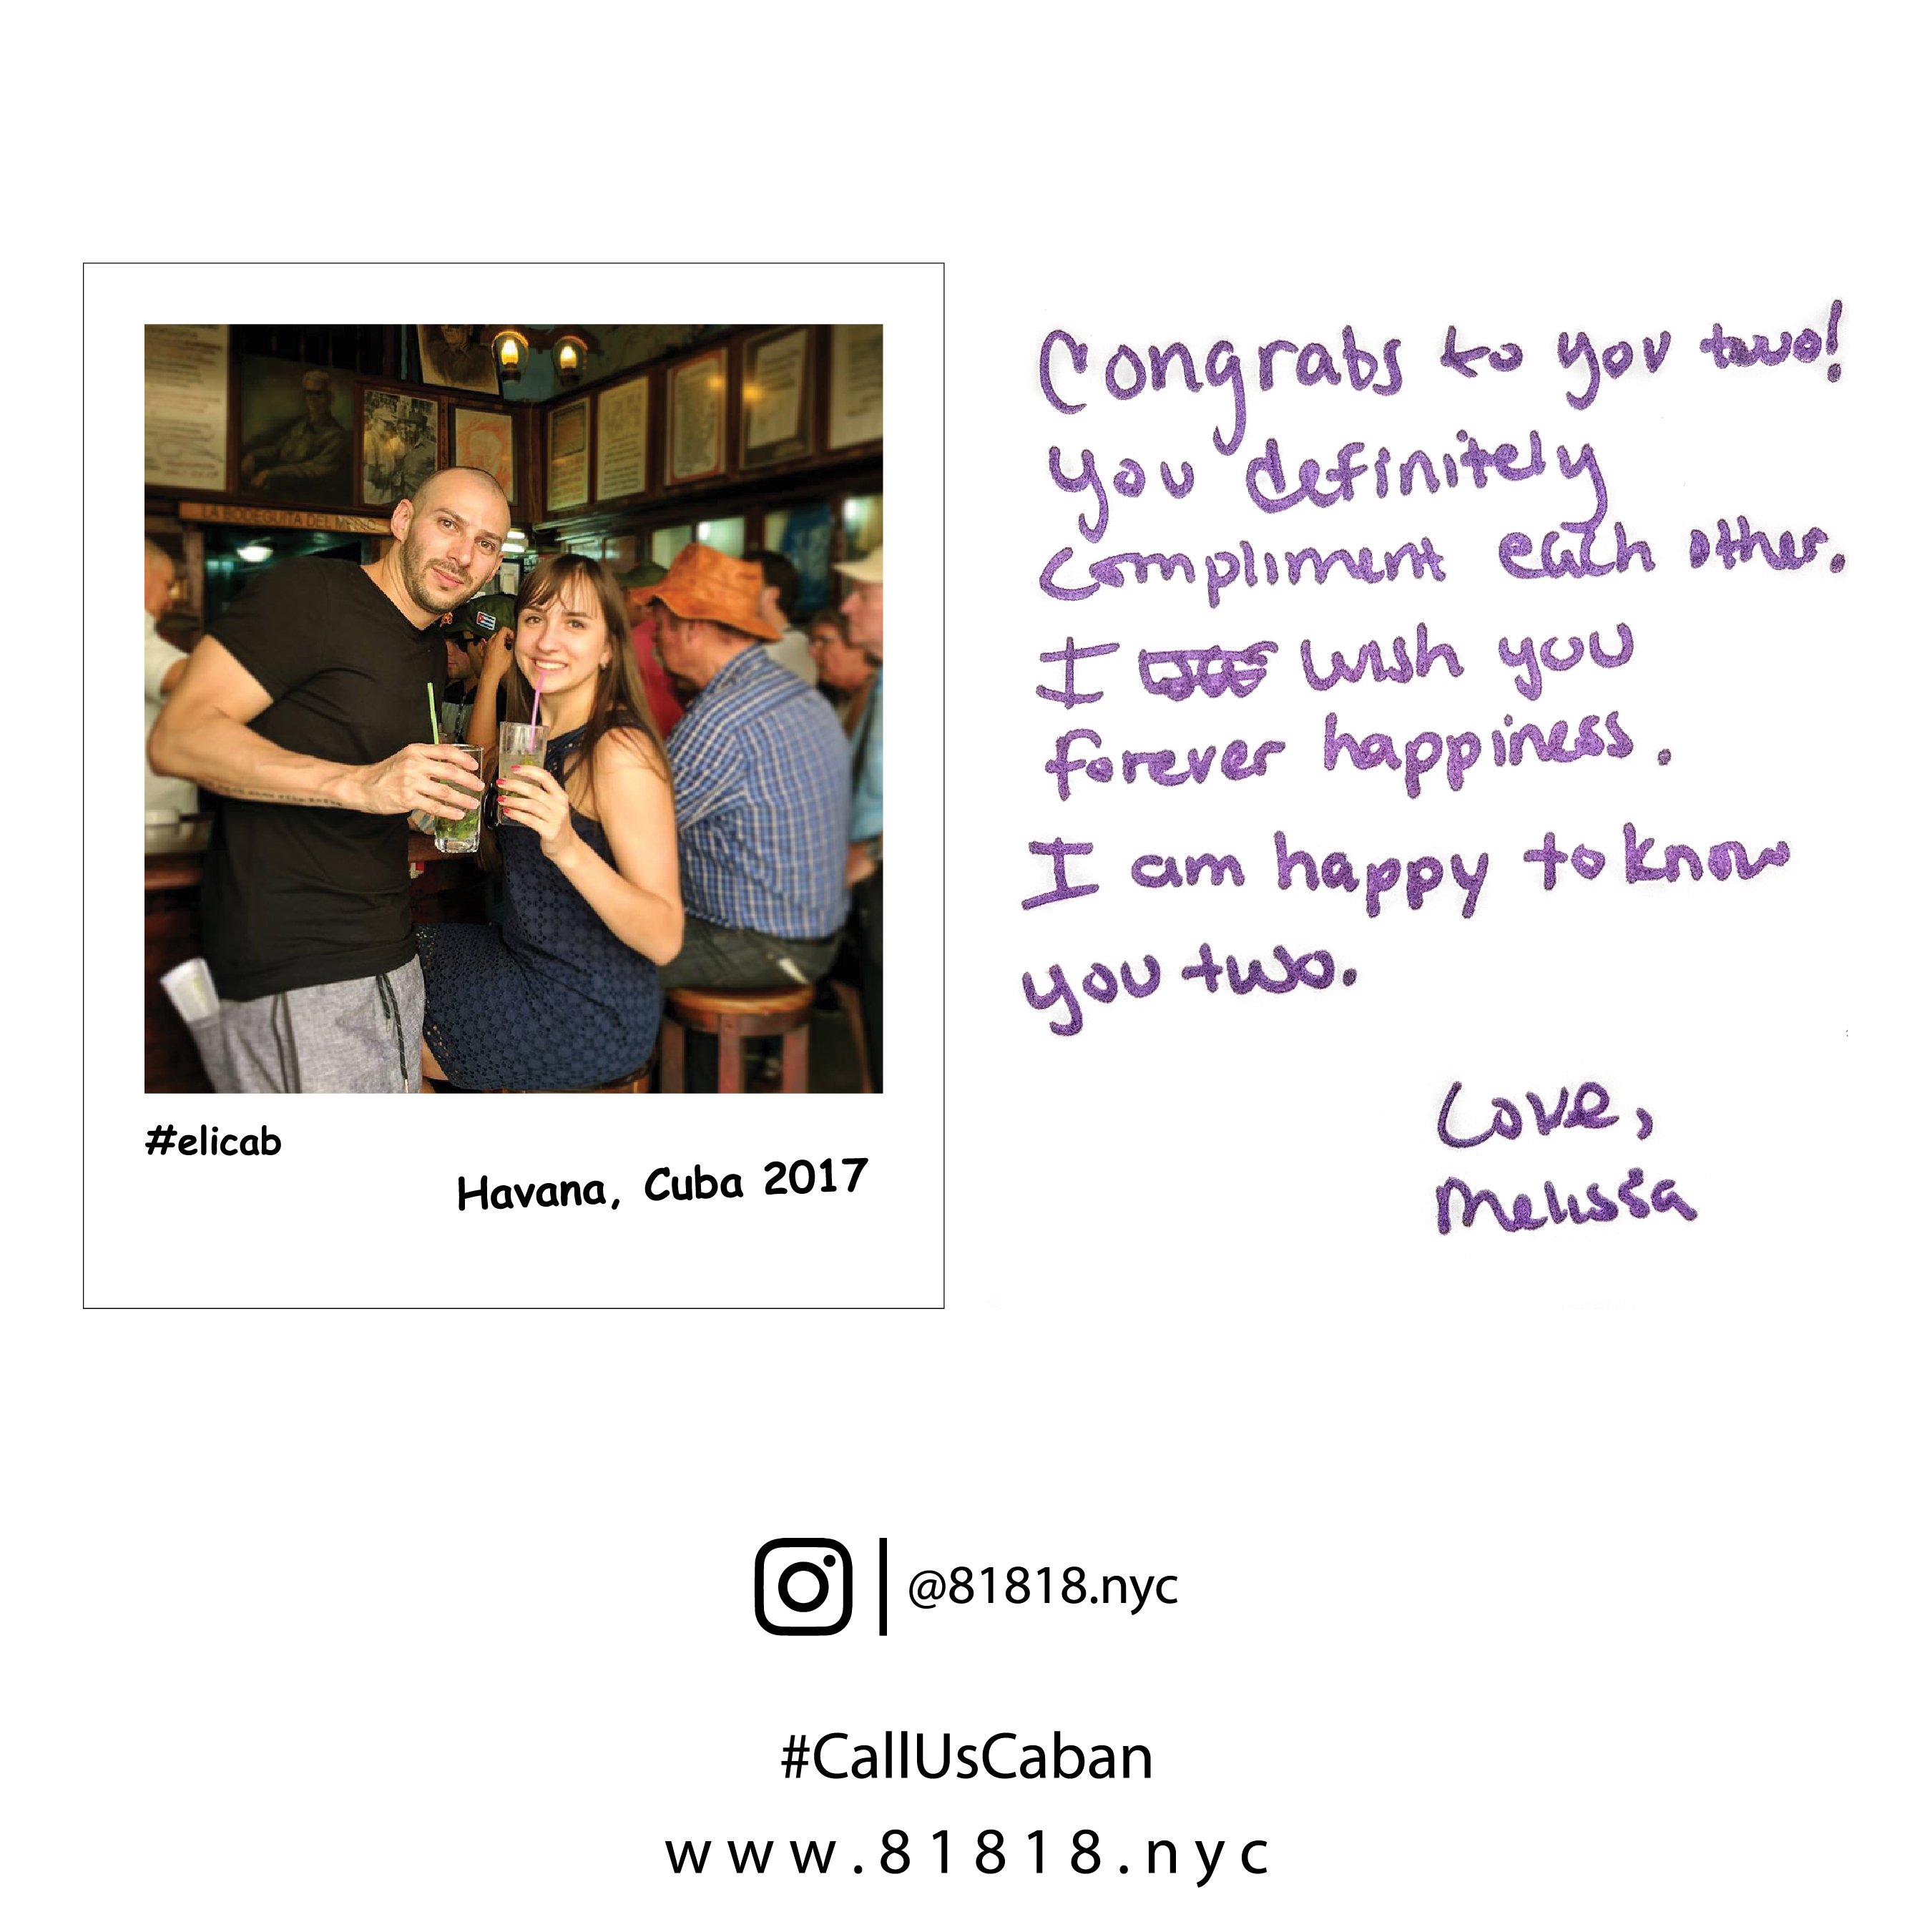 LA BODEGUITA DEL MEDIO
#elicab
Havana, Cuba 2017
Congrats to you two!
you definitely
compliment each other.
I wish you
forever happiness.
I am happy to know
you two.
Love,
Melissa
@81818.nyc
#CallUsCaban
www.81818.nyc